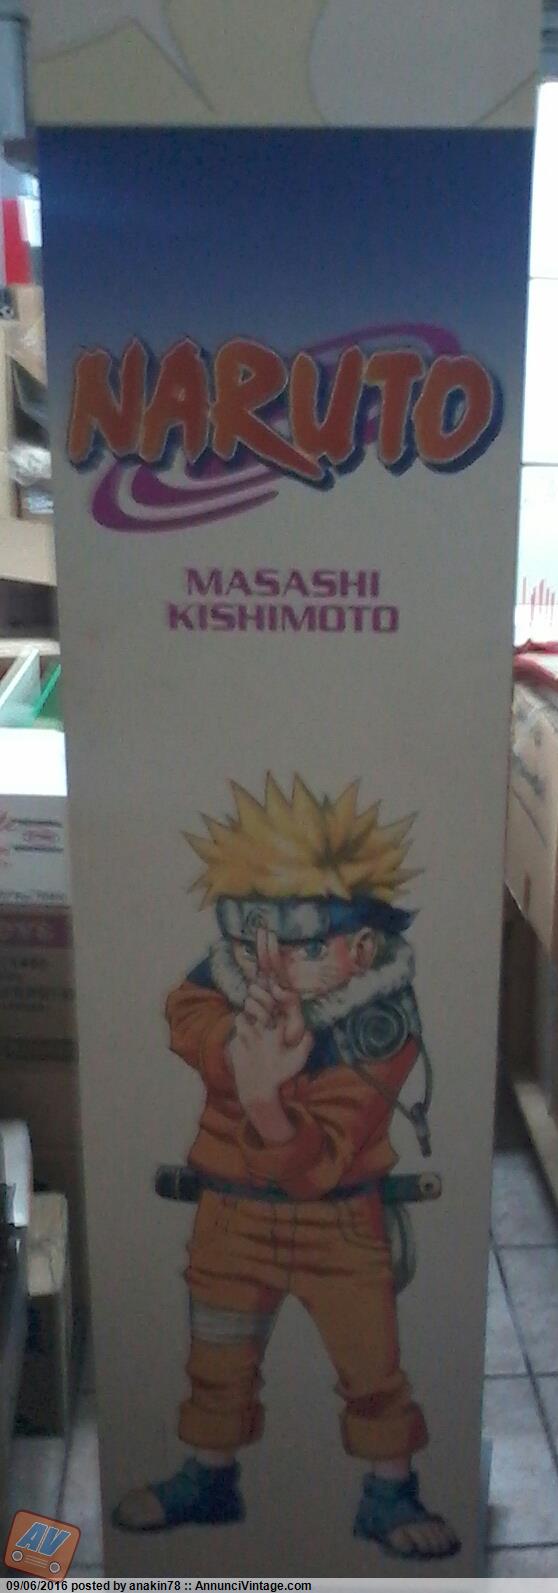 NARUTO
MASASHI
KISHIMOTO
AV
09/06/2016 posted by anakin78 :: AnnunciVintage.com